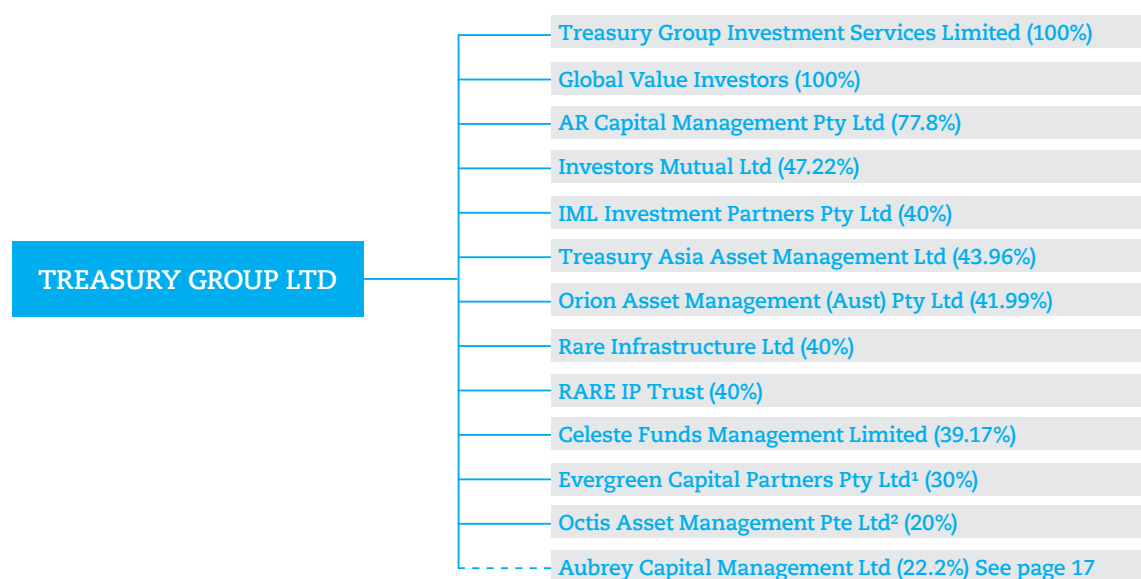 TREASURY GROUP LTD
Treasury Group Investment Services Limited (100%)
Global Value Investors (100%)
AR Capital Management Pty Ltd (77.8%)
Investors Mutual Ltd (47.22%)
IML Investment Partners Pty Ltd (40%)
Treasury Asia Asset Management Ltd (43.96%)
Orion Asset Management (Aust) Pty Ltd (41.99%)
Rare Infrastructure Ltd (40%)
RARE IP Trust (40%)
Celeste Funds Management Limited (39.17%)
Evergreen Capital Partners Pty Ltd¹ (30%)
Octis Asset Management Pte Ltd² (20%)
Aubrey Capital Management Ltd (22.2%) See page 17